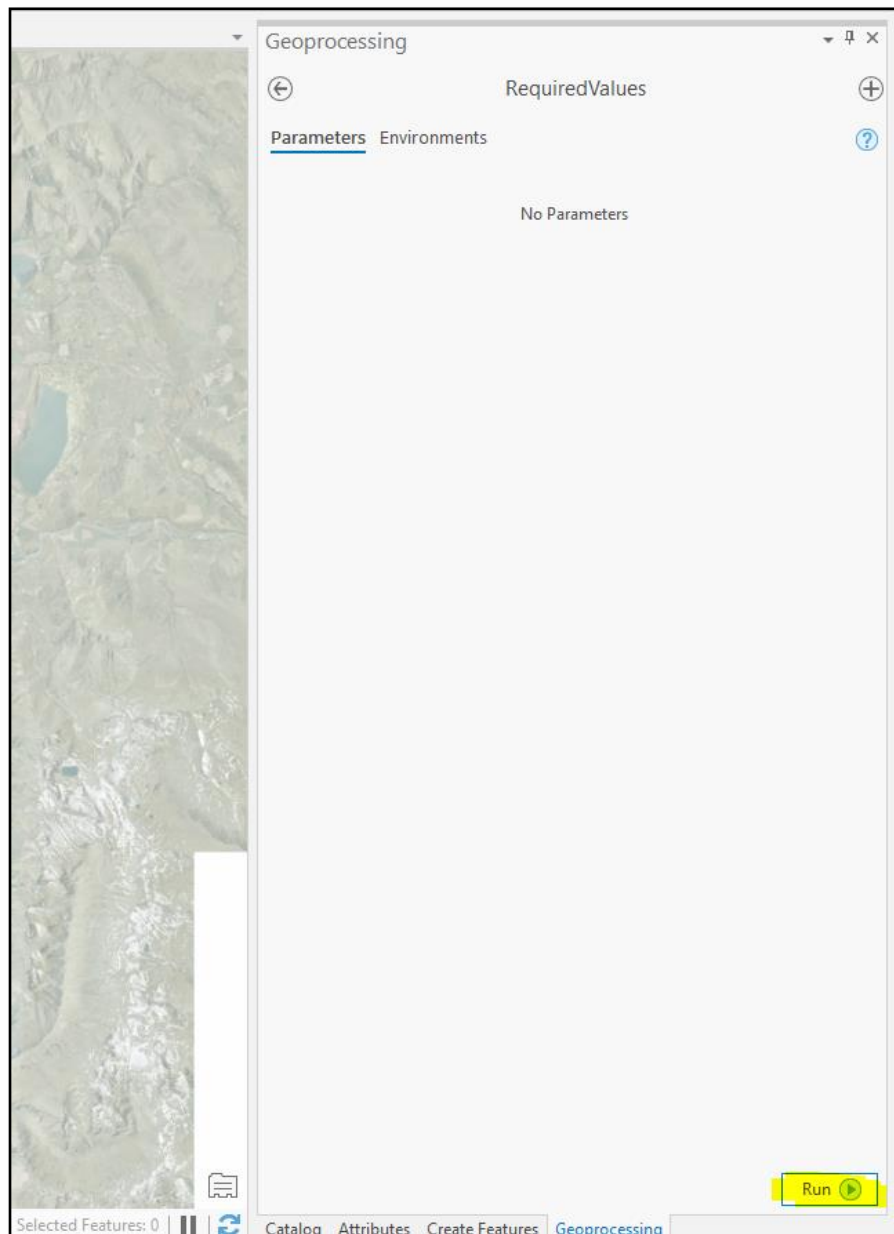 Geoprocessing
RequiredValues
Parameters Environments
No Parameters
Run
Selected Features: 0
Catalog Attributes Create Features Geoprocessing